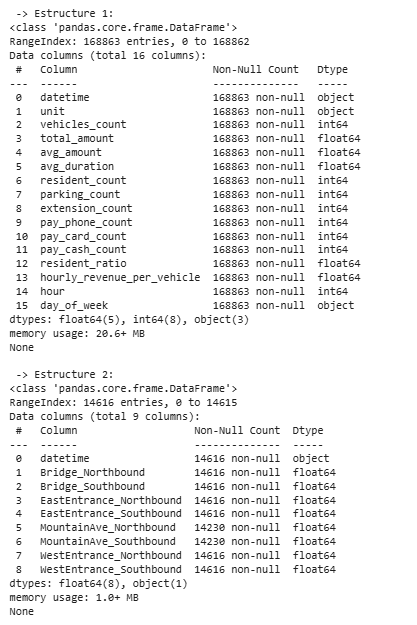 -> Estructure 1:
<class 'pandas.core.frame.DataFrame'>
RangeIndex: 168863 entries, 0 to 168862
Data columns (total 16 columns):
 #   Column                    Non-Null Count   Dtype
---  ------                    --------------   -----
 0   datetime                  168863 non-null  object
 1   unit                      168863 non-null  object
 2   vehicles_count            168863 non-null  int64
 3   total_amount              168863 non-null  float64
 4   avg_amount                168863 non-null  float64
 5   avg_duration              168863 non-null  float64
 6   resident_count            168863 non-null  int64
 7   parking_count             168863 non-null  int64
 8   extension_count           168863 non-null  int64
 9   pay_phone_count           168863 non-null  int64
 10  pay_card_count            168863 non-null  int64
 11  pay_cash_count            168863 non-null  int64
 12  resident_ratio            168863 non-null  float64
 13  hourly_revenue_per_vehicle  168863 non-null  float64
 14  hour                      168863 non-null  int64
 15  day_of_week               168863 non-null  object
dtypes: float64(5), int64(8), object(3)
memory usage: 20.6+ MB
None
-> Estructure 2:
<class 'pandas.core.frame.DataFrame'>
RangeIndex: 14616 entries, 0 to 14615
Data columns (total 9 columns):
 #   Column                   Non-Null Count  Dtype
---  ------                   --------------  -----
 0   datetime                 14616 non-null  object
 1   Bridge_Northbound        14616 non-null  float64
 2   Bridge_Southbound        14616 non-null  float64
 3   EastEntrance_Northbound  14616 non-null  float64
 4   EastEntrance_Southbound  14616 non-null  float64
 5   MountainAve_Northbound   14230 non-null  float64
 6   MountainAve_Southbound   14230 non-null  float64
 7   WestEntrance_Northbound  14616 non-null  float64
 8   WestEntrance_Southbound  14616 non-null  float64
dtypes: float64(8), object(1)
memory usage: 1.0+ MB
None